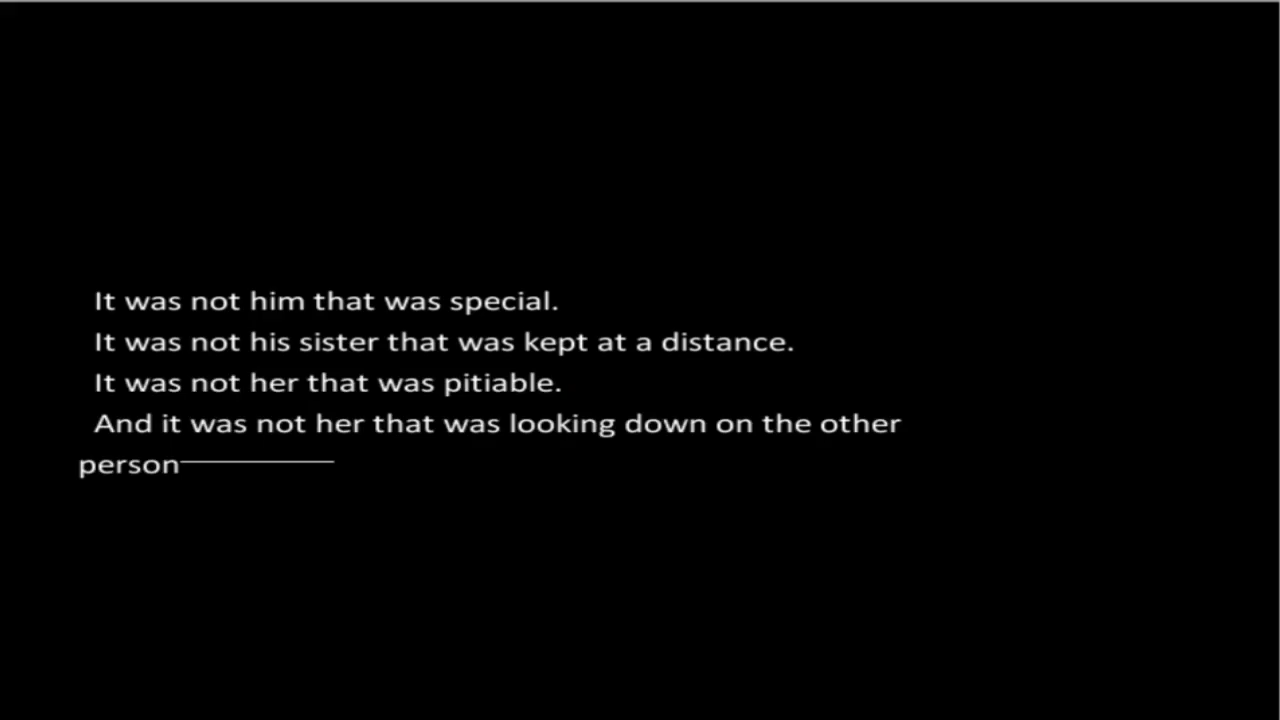 It was not him that was special.
It was not his sister that was kept at a distance.
It was not her that was pitiable.
And it was not her that was looking down on the other
person————